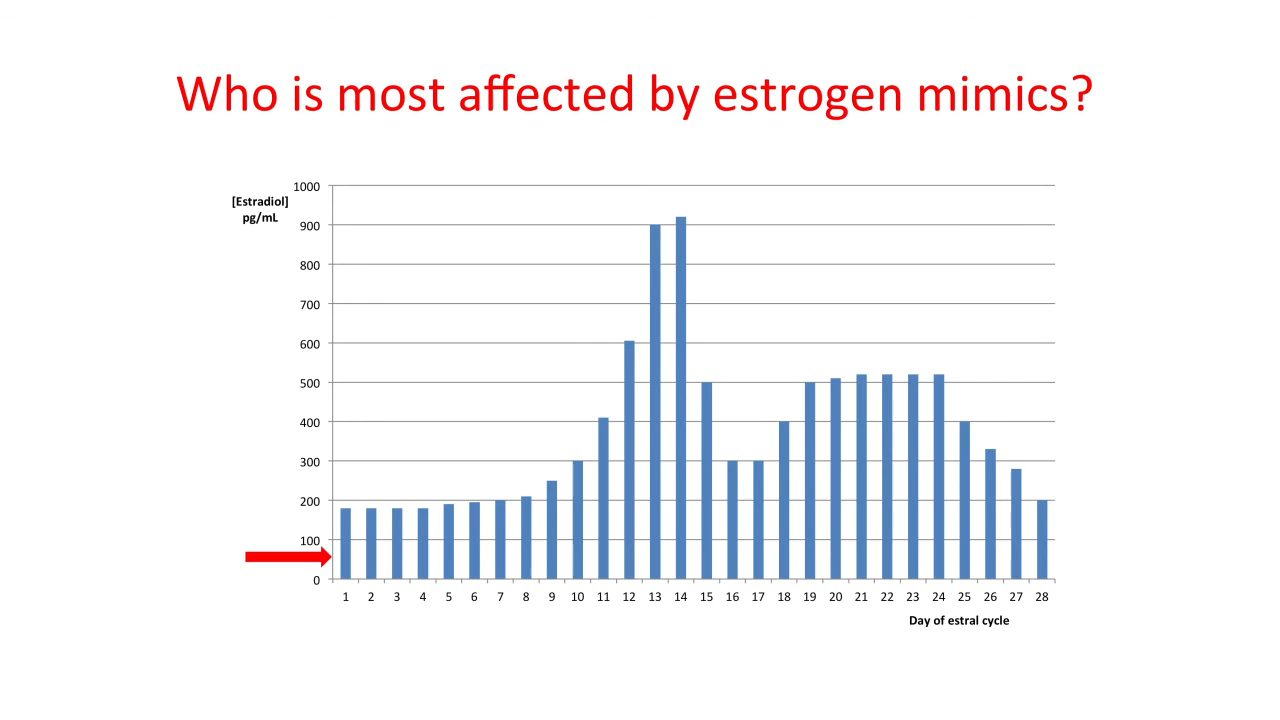 Who is most affected by estrogen mimics?
[Estradiol]
pg/mL
1000
900
800
700
600
500
400
300
200
100
0
1 2 3 4 5 6 7 8 9 10 11 12 13 14 15 16 17 18 19 20 21 22 23 24 25 26 27 28
Day of estral cycle